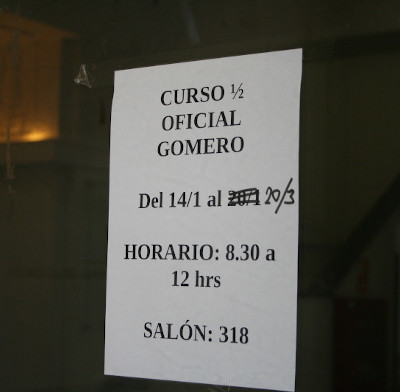 CURSO ½
OFICIAL
GOMERO
Del 14/1 al 20/1 20/3
HORARIO: 8.30 a
12 hrs
SALÓN: 318